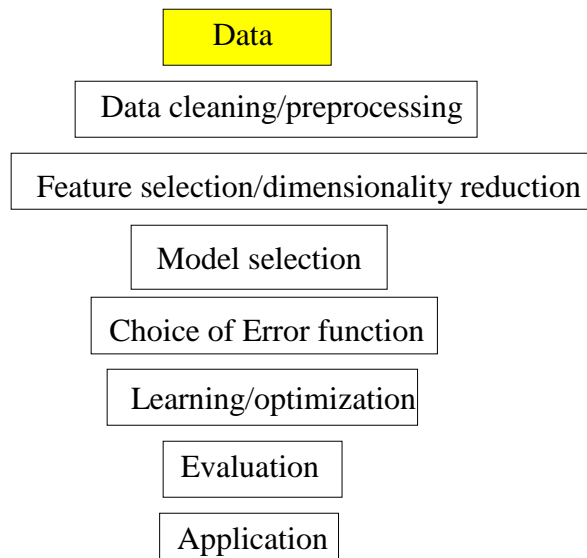 Data
Data cleaning/preprocessing
Feature selection/dimensionality reduction
Model selection
Choice of Error function
Learning/optimization
Evaluation
Application